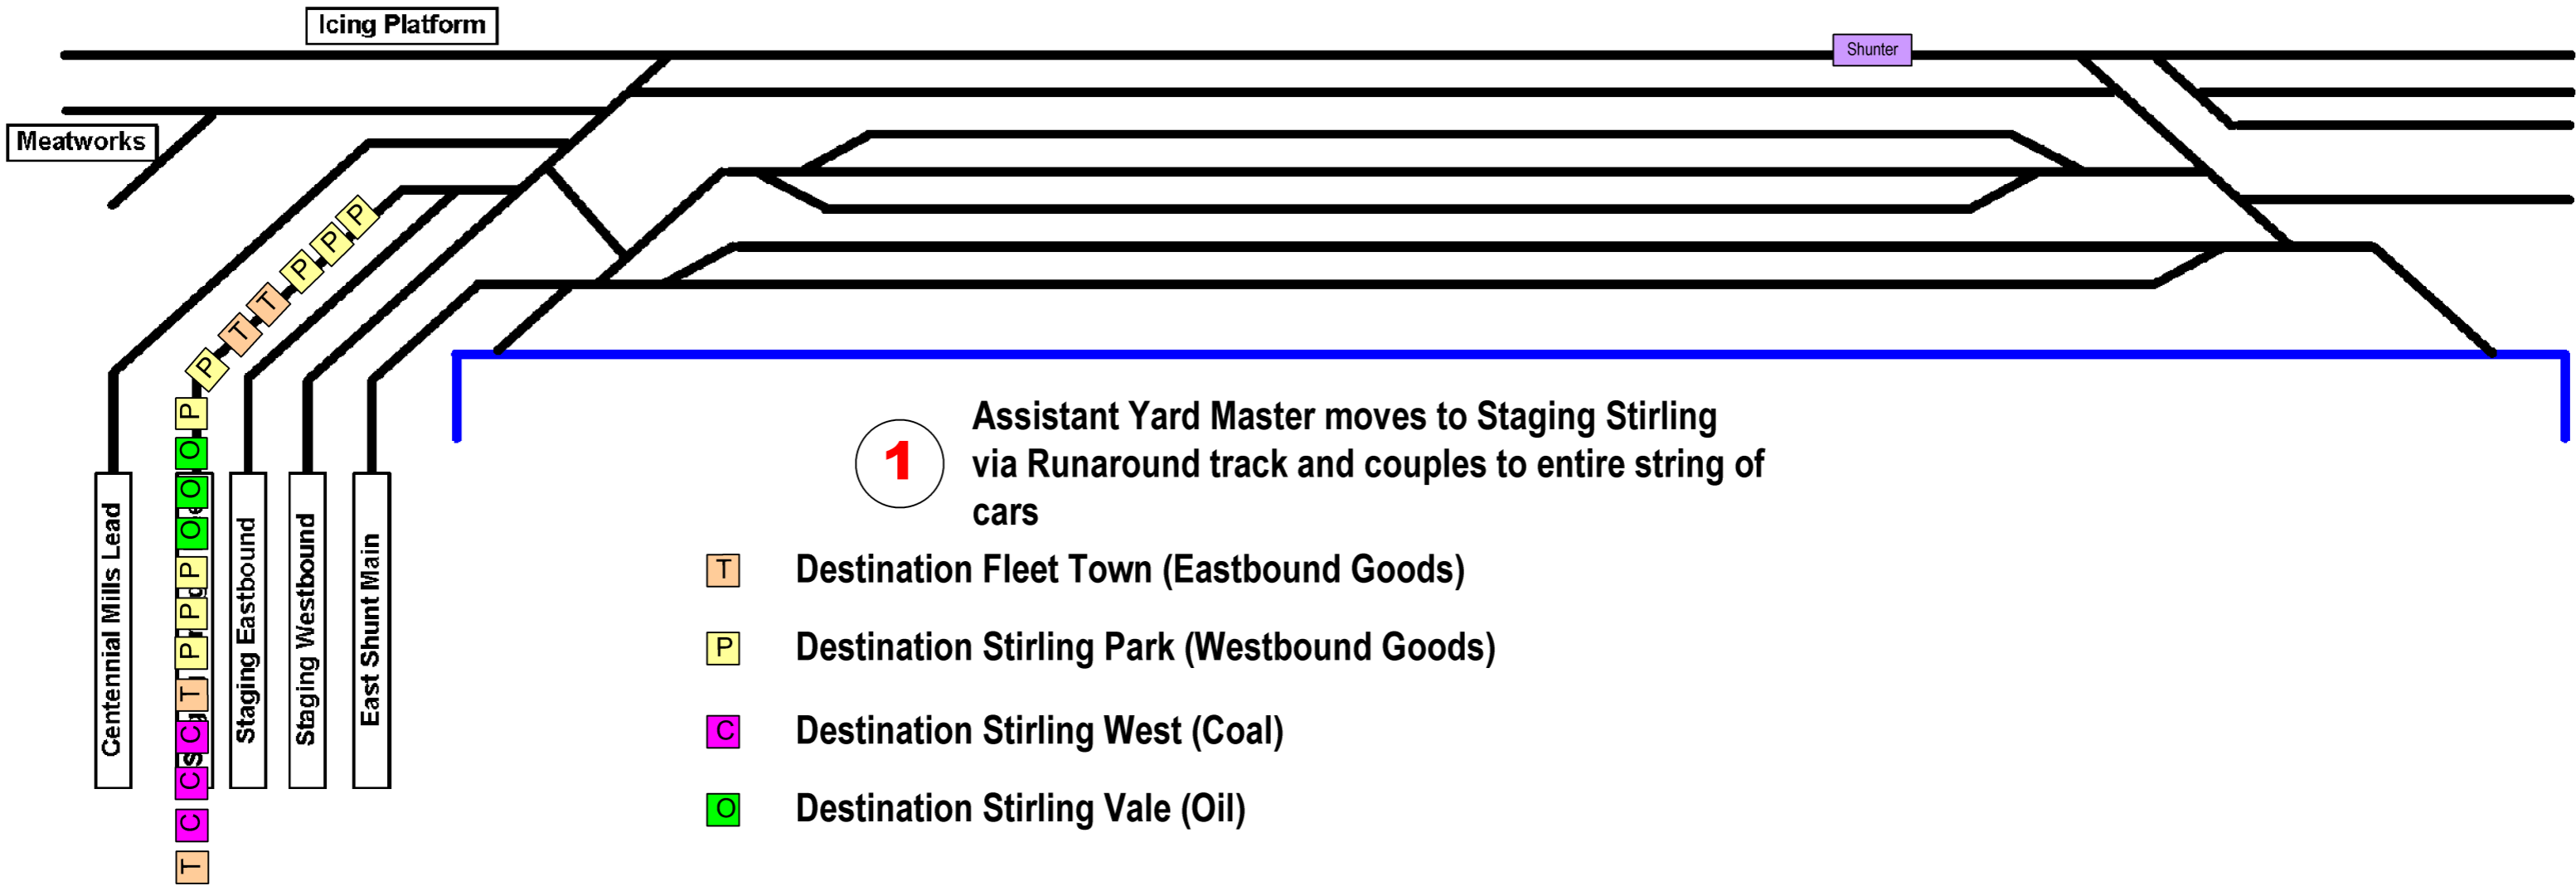 Icing Platform
Shunter
Meatworks
P
P
P
T
T
P
P
O
O
O
P
P
P
T
C
C
C
T
Centennial Mills Lead
Staging Eastbound
Staging Westbound
East Shunt Main
1
Assistant Yard Master moves to Staging Stirling
via Runaround track and couples to entire string of
cars
T Destination Fleet Town (Eastbound Goods)
P Destination Stirling Park (Westbound Goods)
C Destination Stirling West (Coal)
O Destination Stirling Vale (Oil)